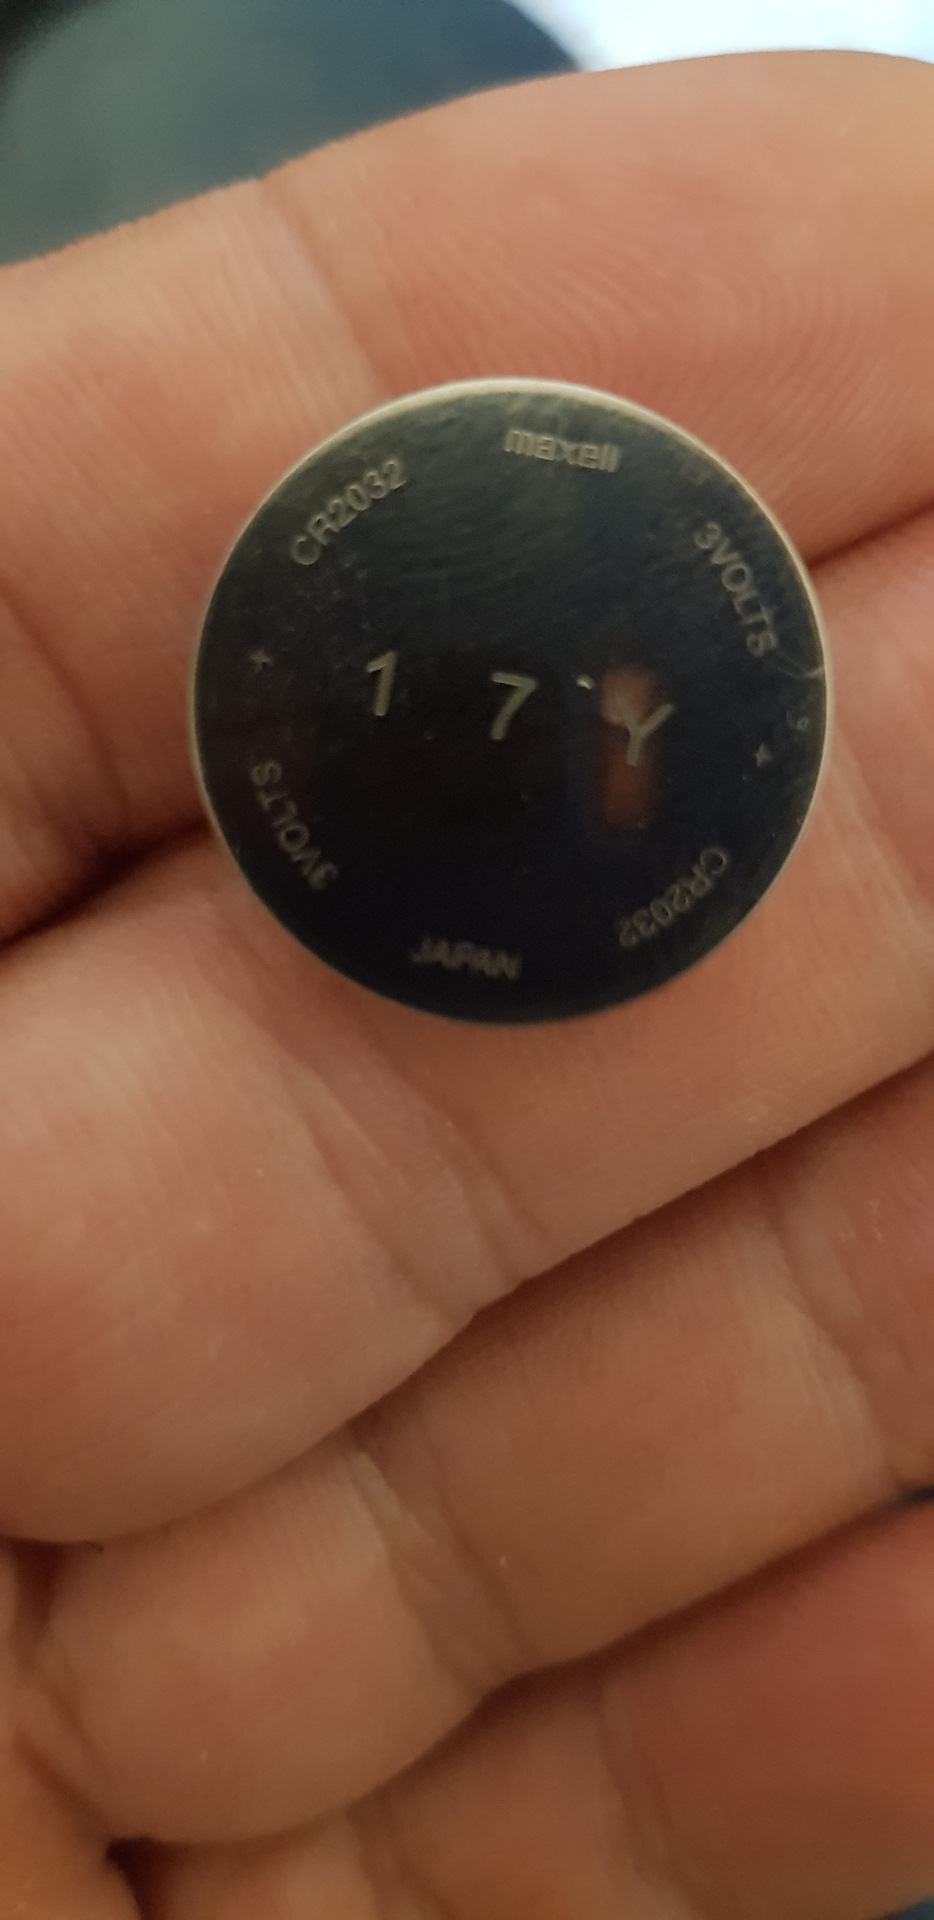 maxell
CR2032
3VOLTS
1 7 Y
3VOLTS
CR2032
JAPAN